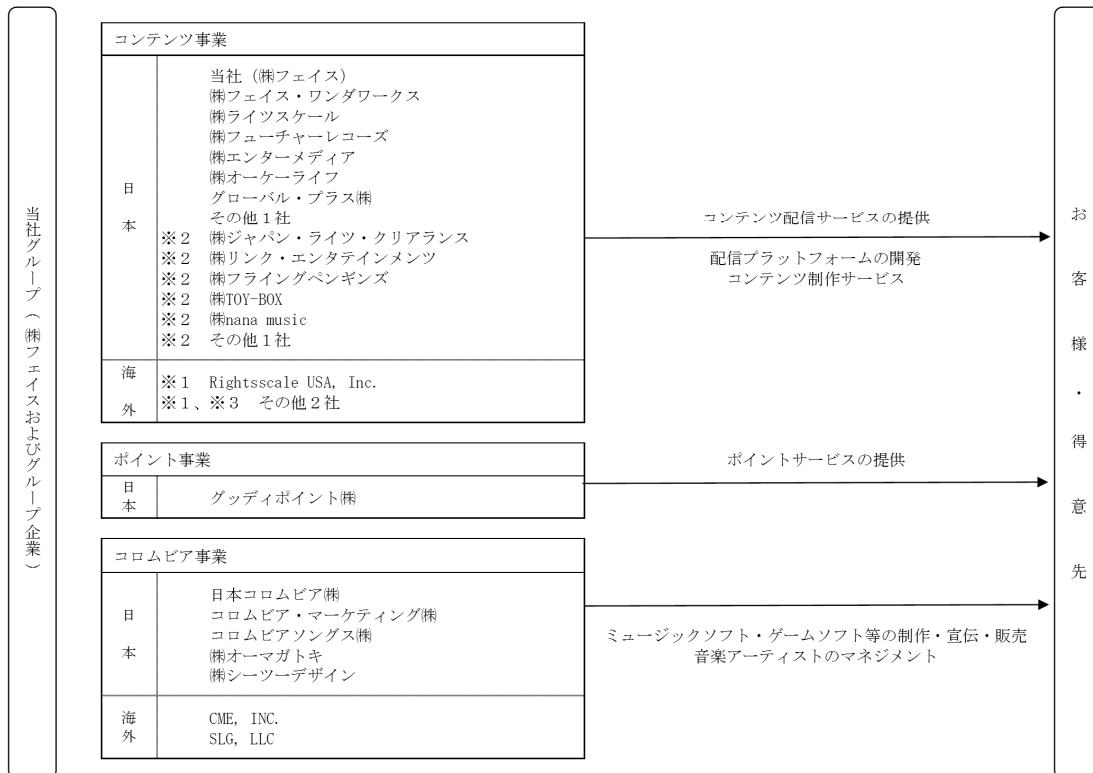 当社グループ（㈱フェイスおよびグループ企業）
コンテンツ事業
日本
当社（㈱フェイス）
㈱フェイス・ワンダワークス
㈱ライツスケール
㈱フューチャーレコーズ
㈱エンターメディア
㈱オーケーライフ
グローバル・プラス㈱
その他１社
※２　㈱ジャパン・ライツ・クリアランス
※２　㈱リンク・エンタテインメンツ
※２　㈱フライングペンギンズ
※２　㈱TOY-BOX
※２　㈱nana music
※２　その他１社
海外
※１　Rightsscale USA, Inc.
※１、※３　その他２社
コンテンツ配信サービスの提供
配信プラットフォームの開発
コンテンツ制作サービス
ポイント事業
日本
グッディポイント㈱
ポイントサービスの提供
コロムビア事業
日本
日本コロムビア㈱
コロムビア・マーケティング㈱
コロムビアソングス㈱
㈱オーマガトキ
㈱シーツーデザイン
海外
CME, INC.
SLG, LLC
ミュージックソフト・ゲームソフト等の制作・宣伝・販売
音楽アーティストのマネジメント
お客様・得意先